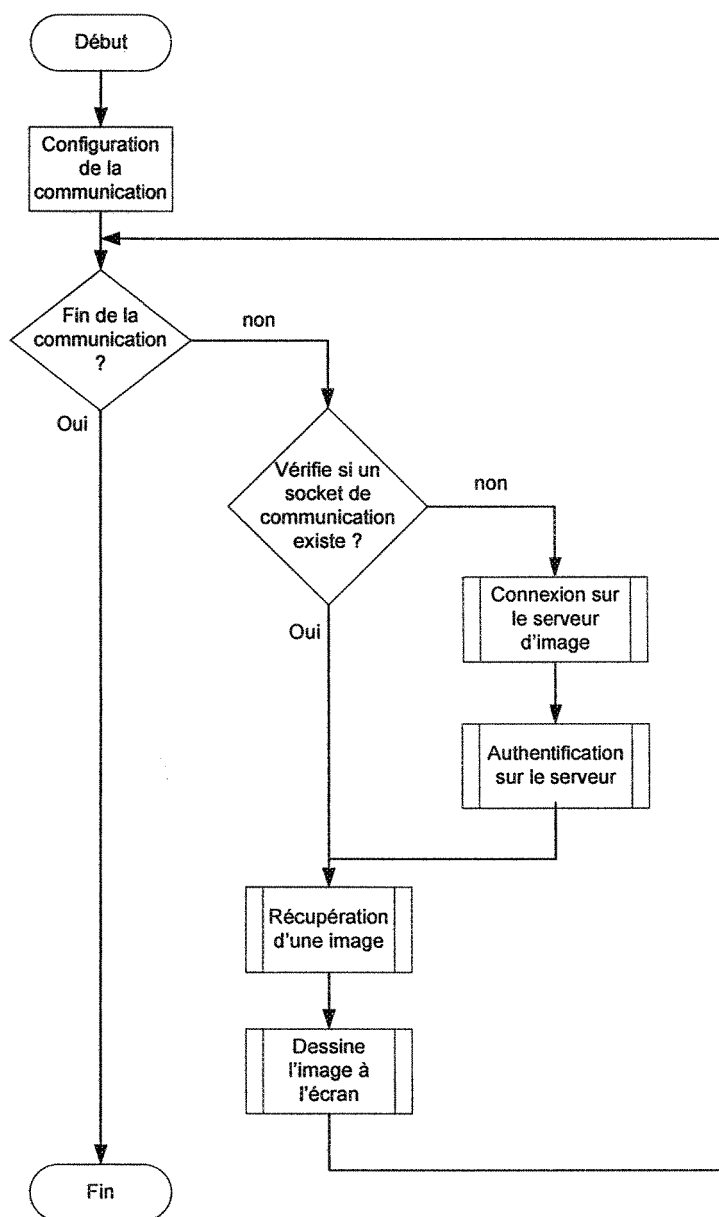 Début
Configuration
de la
communication
Fin de la
communication
?
non
Oui
Vérifie si un
socket de
communication
existe ?
non
Oui
Connexion sur
le serveur
d'image
Authentification
sur le serveur
Récupération
d'une image
Dessine
l'image à
l'écran
Fin